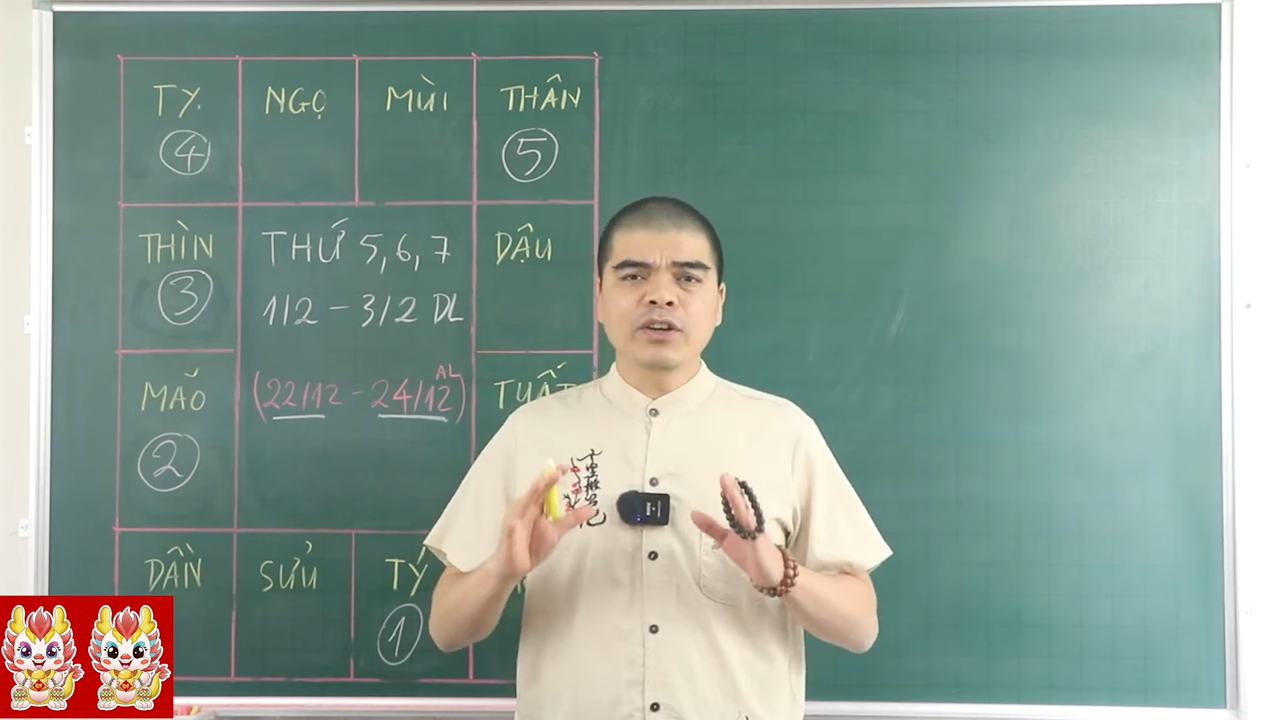 TỴ.
④
NGỌ
MÙI
THÂN
⑤
THÌN
③
THỨ 5, 6, 7
1/2 - 3/2 DL
(22/12 - 24/12)
AL
DẬU
MÃO
②
TUẤT
DẦN
SỬU
TÝ
①